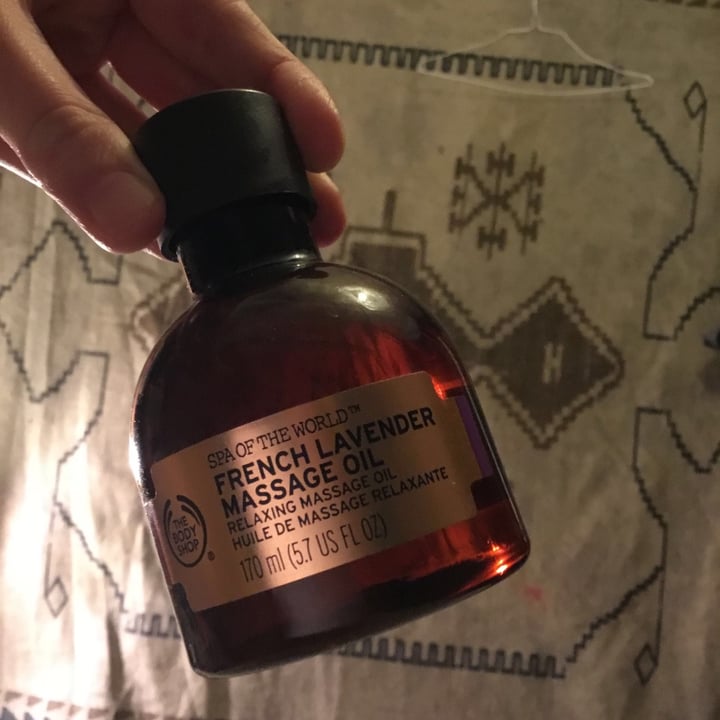 SPA OF THE WORLD™
FRENCH LAVENDER
MASSAGE OIL
RELAXING MASSAGE OIL
HUILE DE MASSAGE RELAXANTE
170 ml (5.7 US FL OZ)
THE
BODY
SHOP®